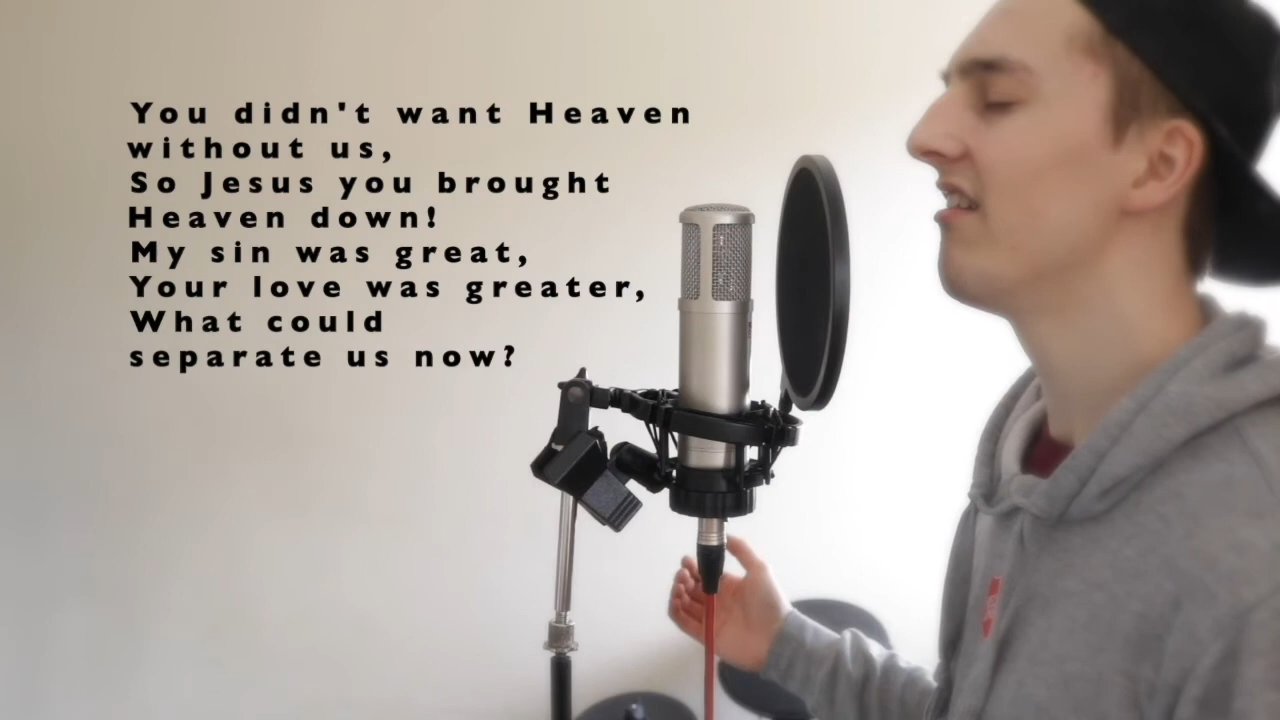 You didn't want Heaven
without us,
So Jesus you brought
Heaven down!
My sin was great,
Your love was greater,
What could
separate us now?